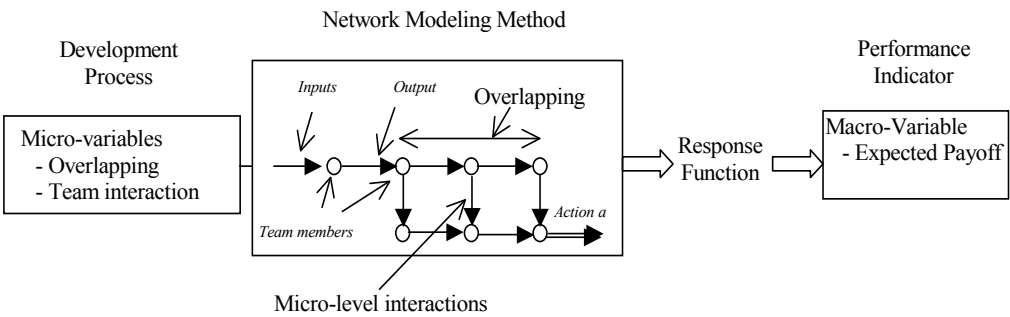 Network Modeling Method
Development
Process
Performance
Indicator
Micro-variables
- Overlapping
- Team interaction
Inputs
Output
Overlapping
Team members
Action a
Micro-level interactions
Response
Function
Macro-Variable
- Expected Payoff